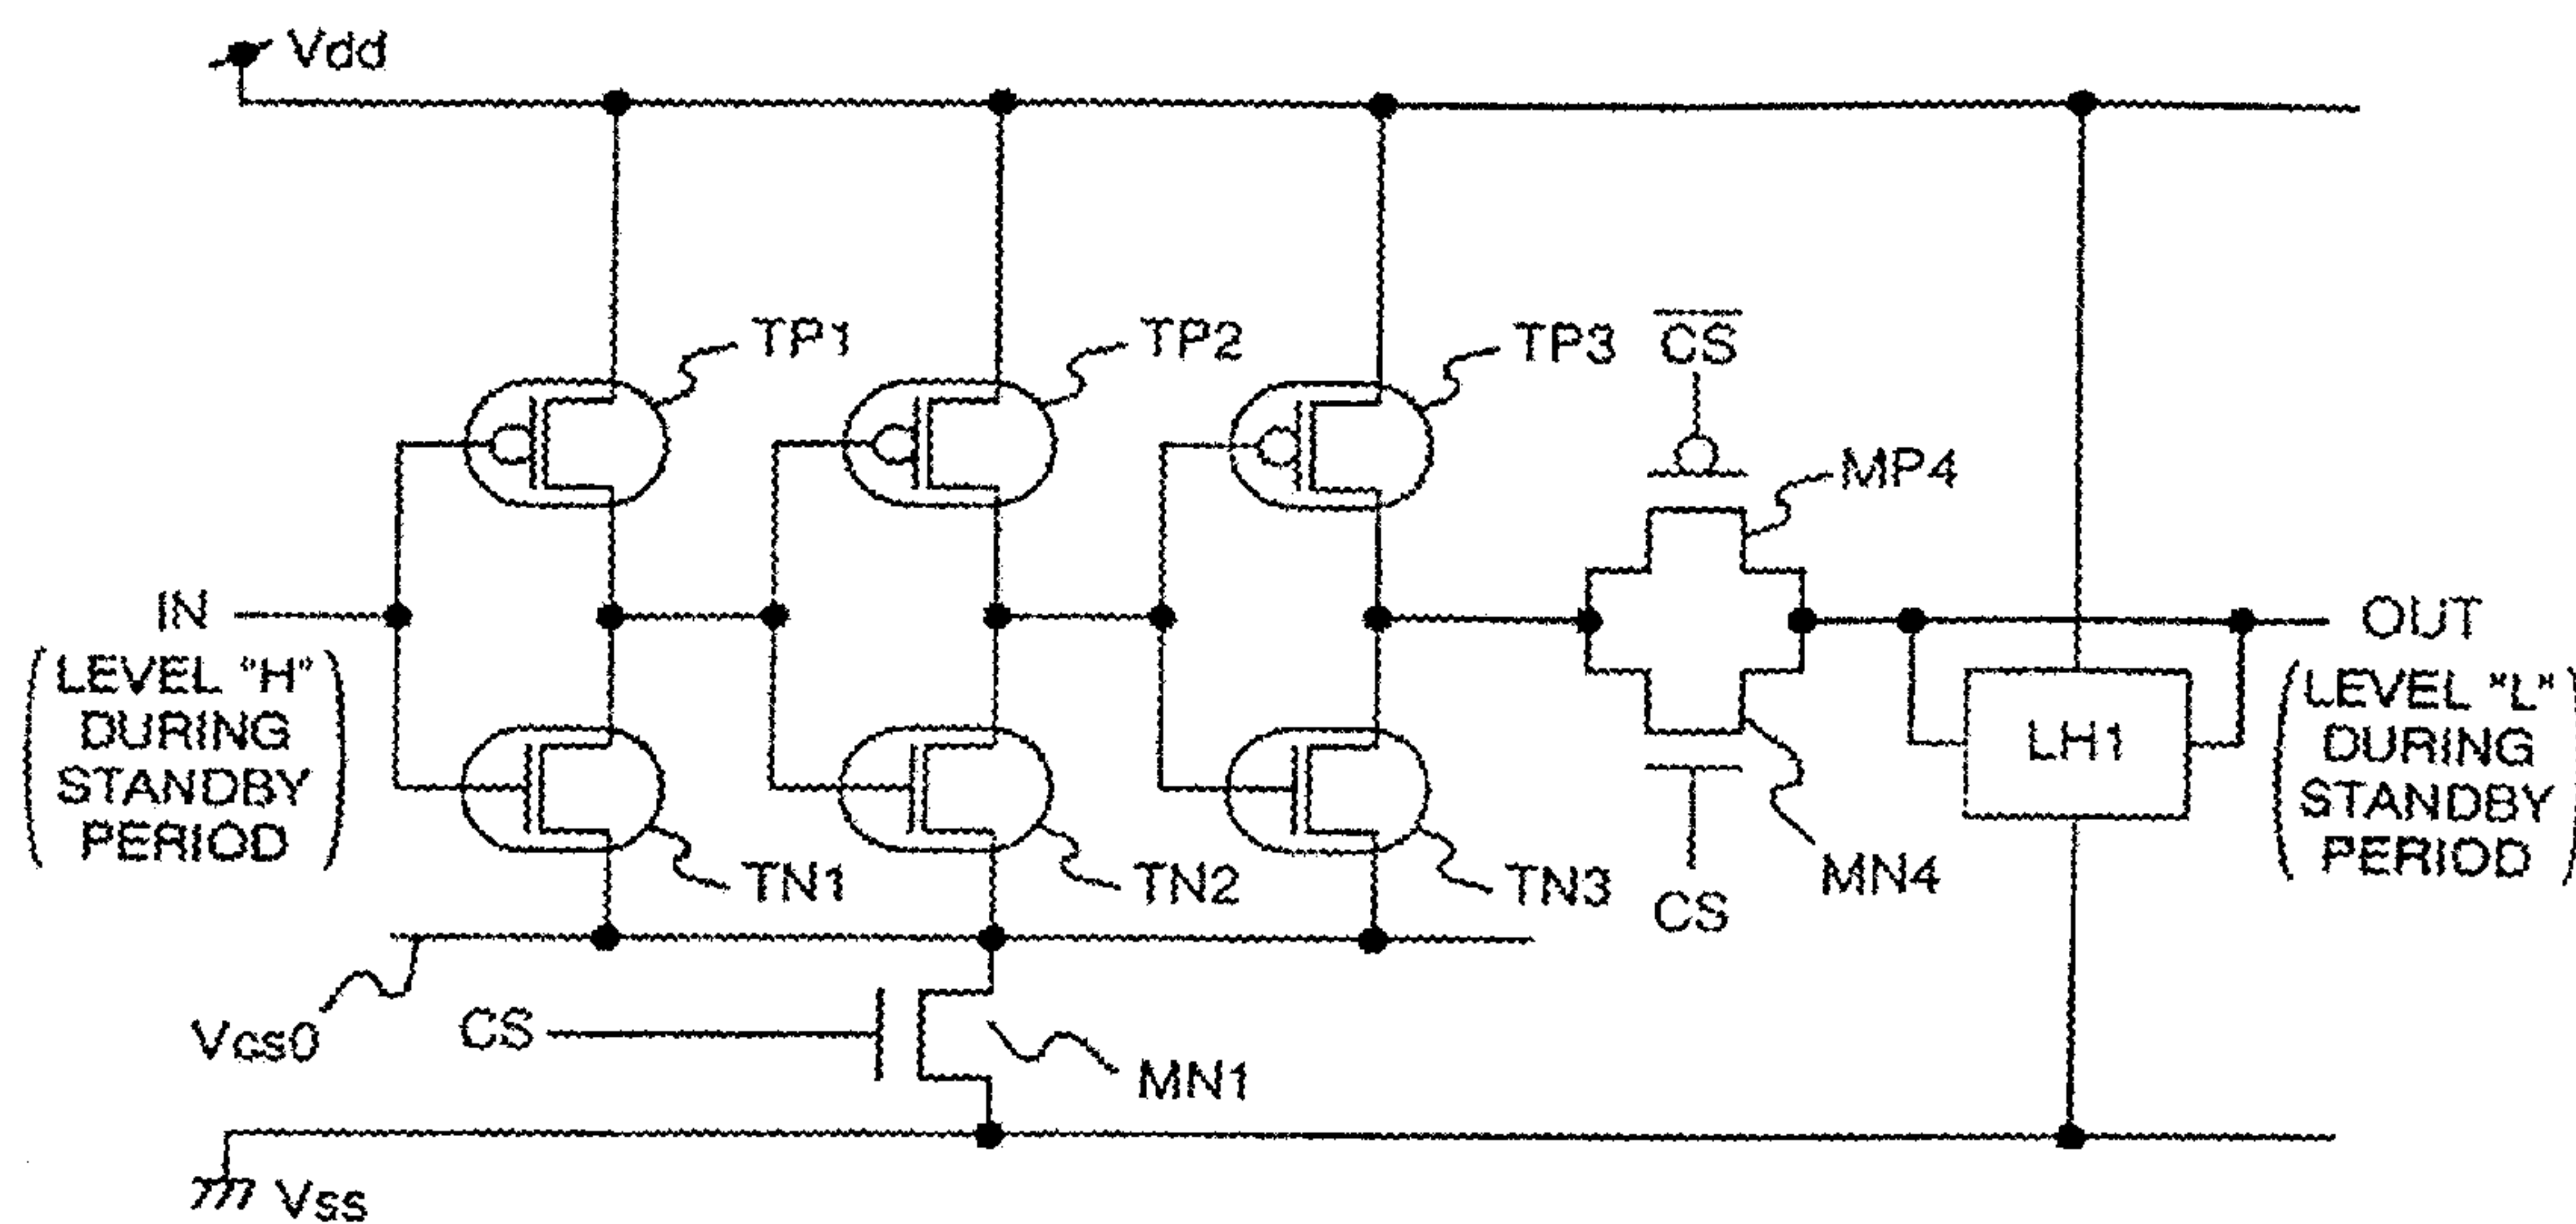 Vdd
TP1
TP2
TP3
CS
MP4
IN
LEVEL "H"
DURING
STANDBY
PERIOD
OUT
LEVEL "L"
DURING
STANDBY
PERIOD
LH1
TN1
TN2
TN3
CS
MN4
VGS0
CS
MN1
VSS